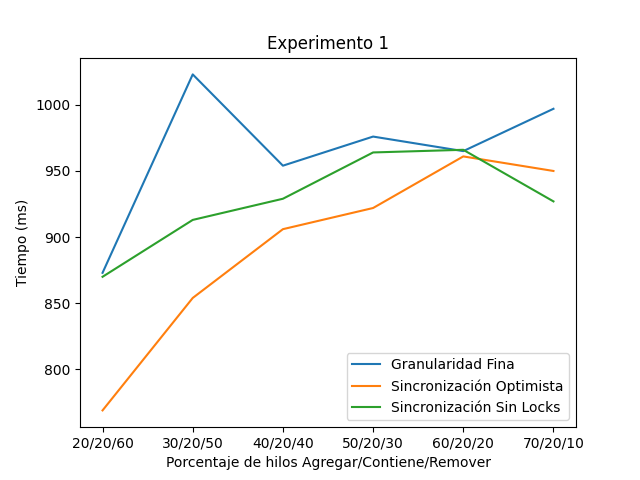 Experimento 1
Tiempo (ms)
1000
950
900
850
800
Granularidad Fina
Sincronización Optimista
Sincronización Sin Locks
20/20/60 30/20/50 40/20/40 50/20/30 60/20/20 70/20/10
Porcentaje de hilos Agregar/Contiene/Remover